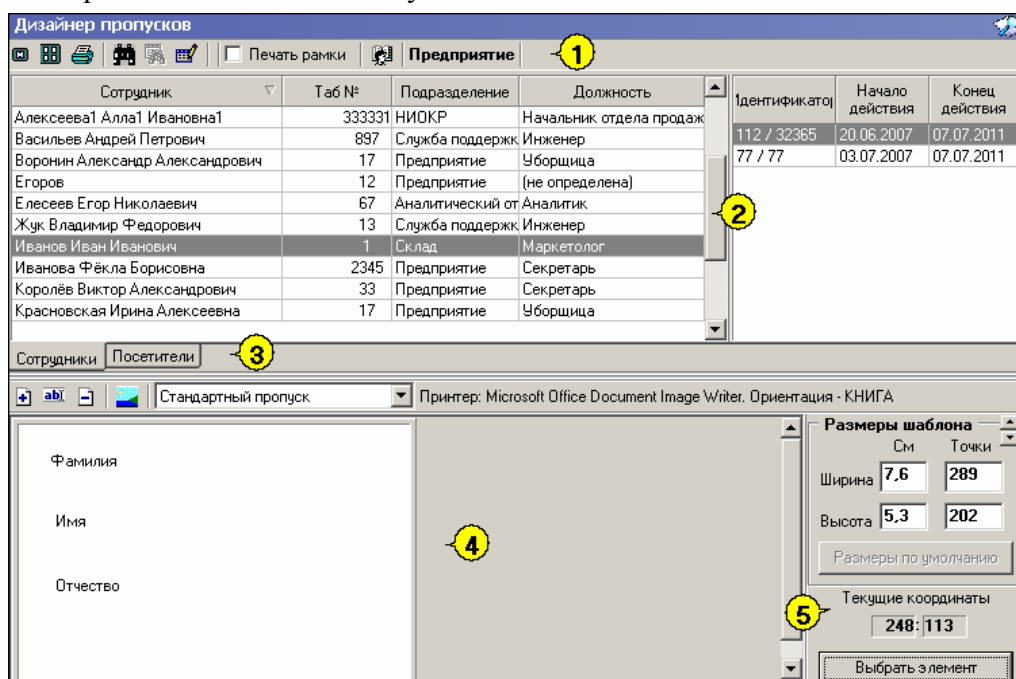 Дизайнер пропусков
Печать рамки Предприятие 1
Сотрудник Таб № Подразделение Должность
Алексеева1 Алла1 Ивановна1 333331 НИОКР Начальник отдела продаж
Васильев Андрей Петрович 897 Служба поддержк Инженер
Воронин Александр Александрович 17 Предприятие Уборщица
Егоров 12 Предприятие (не определена)
Елесеев Егор Николаевич 67 Аналитический от Аналитик
Жук Владимир Федорович 13 Служба поддержк Инженер
Иванов Иван Иванович 1 Склад Маркетолог
Иванова Фёкла Борисовна 2345 Предприятие Секретарь
Королёв Виктор Александрович 33 Предприятие Секретарь
Красновская Ирина Алексеевна 17 Предприятие Уборщица
Идентификатор Начало действия Конец действия
112 / 32365 20.06.2007 07.07.2011
77 / 77 03.07.2007 07.07.2011
2
Сотрудники Посетители 3
abl Стандартный пропуск Принтер: Microsoft Office Document Image Writer. Ориентация - КНИГА
Фамилия
Имя
Отчество
4
Размеры шаблона
См Точки
Ширина 7,6 289
Высота 5,3 202
Размеры по умолчанию
Текущие координаты
5
248: 113
Выбрать элемент